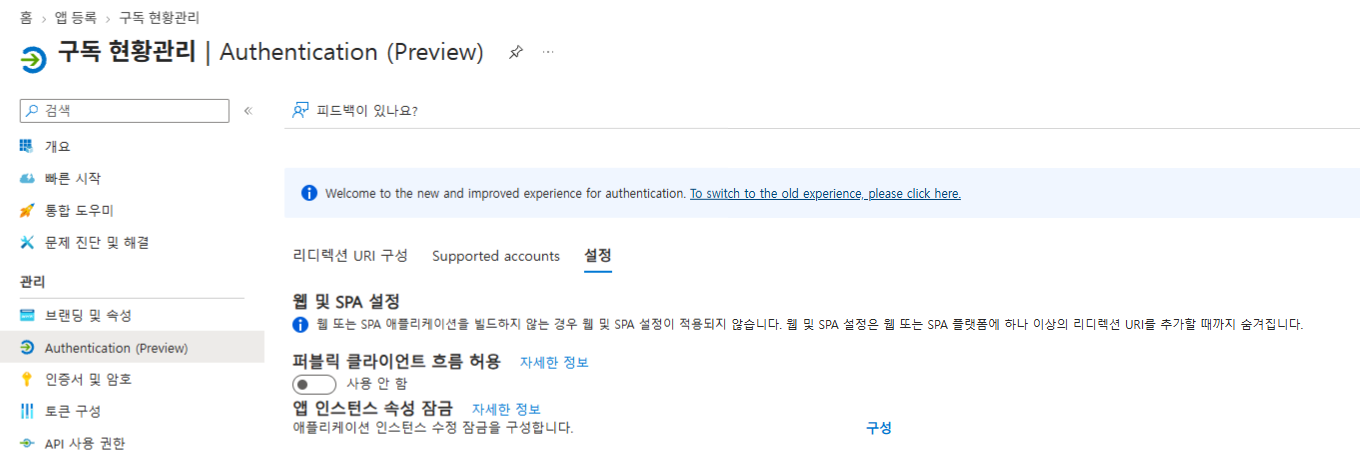 홈 > 앱 등록 > 구독 현황관리
구독 현황관리 | Authentication (Preview)
검색
피드백이 있나요?
개요
빠른 시작
통합 도우미
문제 진단 및 해결
관리
브랜딩 및 속성
Authentication (Preview)
인증서 및 암호
토큰 구성
API 사용 권한
Welcome to the new and improved experience for authentication. To switch to the old experience, please click here.
리디렉션 URI 구성 Supported accounts 설정
웹 및 SPA 설정
웹 또는 SPA 애플리케이션을 빌드하지 않는 경우 웹 및 SPA 설정이 적용되지 않습니다. 웹 및 SPA 설정은 웹 또는 SPA 플랫폼에 하나 이상의 리디렉션 URI를 추가할 때까지 숨겨집니다.
퍼블릭 클라이언트 흐름 허용 자세한 정보
사용 안 함
앱 인스턴스 속성 잠금 자세한 정보
애플리케이션 인스턴스 수정 잠금을 구성합니다. 구성